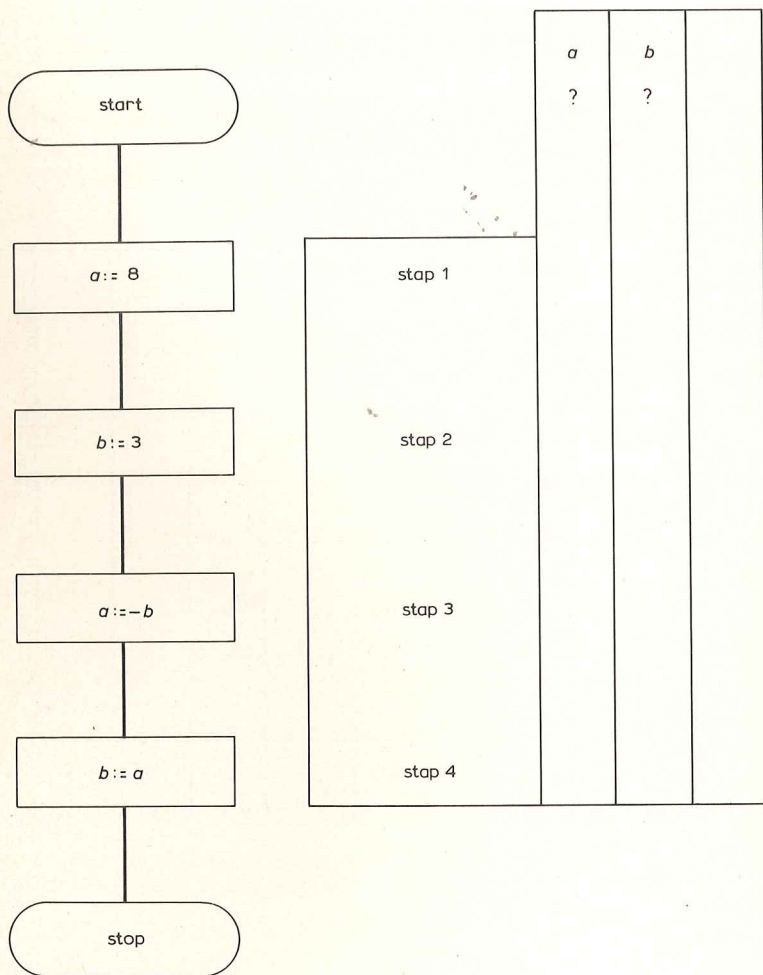 start
a := 8
b := 3
a := −b
b := a
stop
a b
? ?
stap 1
stap 2
stap 3
stap 4